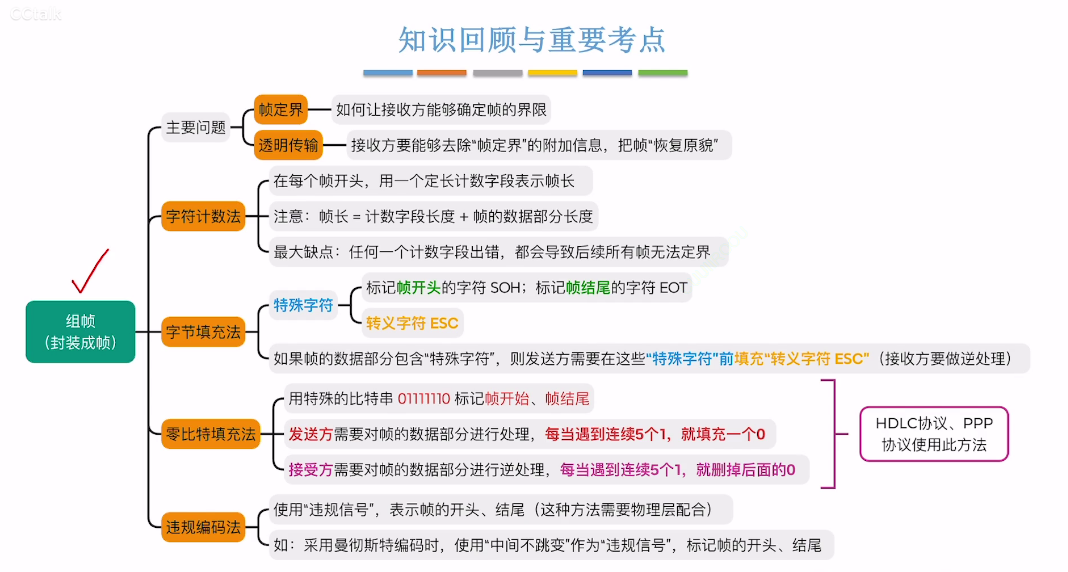 CCtalk
知识回顾与重要考点
主要问题
帧定界
如何让接收方能够确定帧的界限
透明传输
接收方要能够去除“帧定界”的附加信息，把帧“恢复原貌”
字符计数法
在每个帧开头，用一个定长计数字段表示帧长
注意：帧长 = 计数字段长度 + 帧的数据部分长度
最大缺点：任何一个计数字段出错，都会导致后续所有帧无法定界
组帧
（封装成帧）
字节填充法
特殊字符
标记帧开头的字符 SOH；标记帧结尾的字符 EOT
转义字符 ESC
如果帧的数据部分包含“特殊字符”，则发送方需要在这些“特殊字符”前填充“转义字符 ESC”（接收方要做逆处理）
零比特填充法
用特殊的比特串 01111110 标记帧开始、帧结尾
发送方需要对帧的数据部分进行处理，每当遇到连续5个1，就填充一个0
接受方需要对帧的数据部分进行逆处理，每当遇到连续5个1，就删掉后面的0
HDLC协议、PPP
协议使用此方法
违规编码法
使用“违规信号”，表示帧的开头、结尾（这种方法需要物理层配合）
如：采用曼彻斯特编码时，使用“中间不跳变”作为“违规信号”，标记帧的开头、结尾